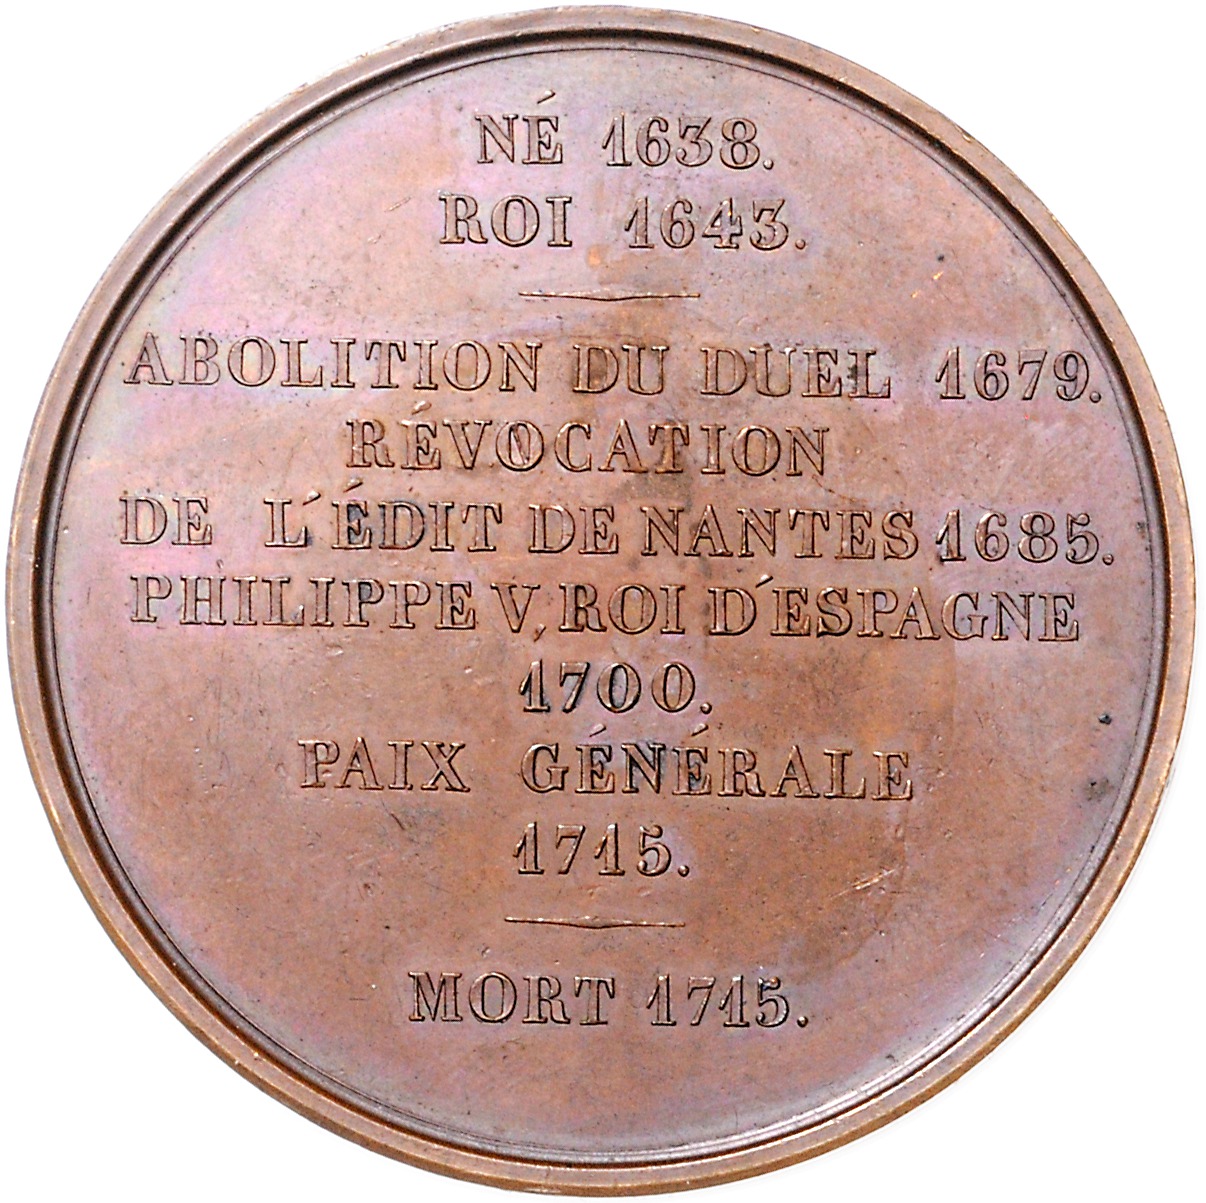 NÉ 1638.
ROI 1643.
ABOLITION DU DUEL 1679.
RÉVOCATION
DE L'ÉDIT DE NANTES 1685.
PHILIPPE V, ROI D'ESPAGNE
1700.
PAIX GÉNÉRALE
1715.
MORT 1715.